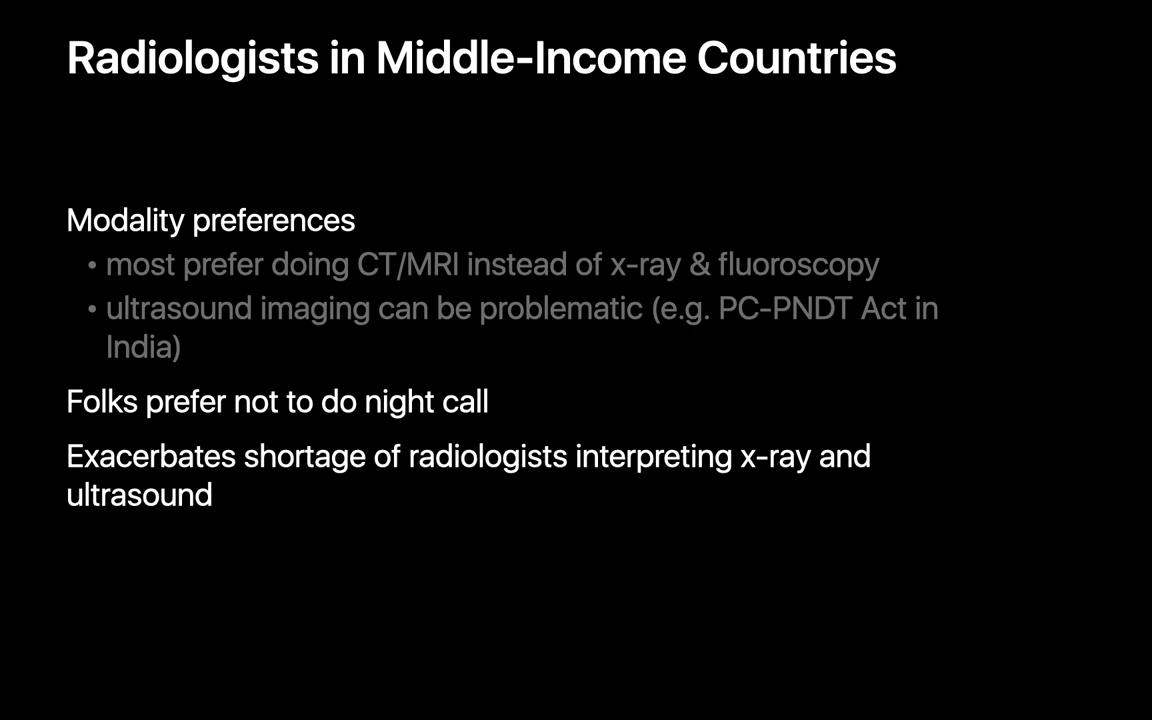 Radiologists in Middle-Income Countries
Modality preferences
• most prefer doing CT/MRI instead of x-ray & fluoroscopy
• ultrasound imaging can be problematic (e.g. PC-PNDT Act in
India)
Folks prefer not to do night call
Exacerbates shortage of radiologists interpreting x-ray and
ultrasound